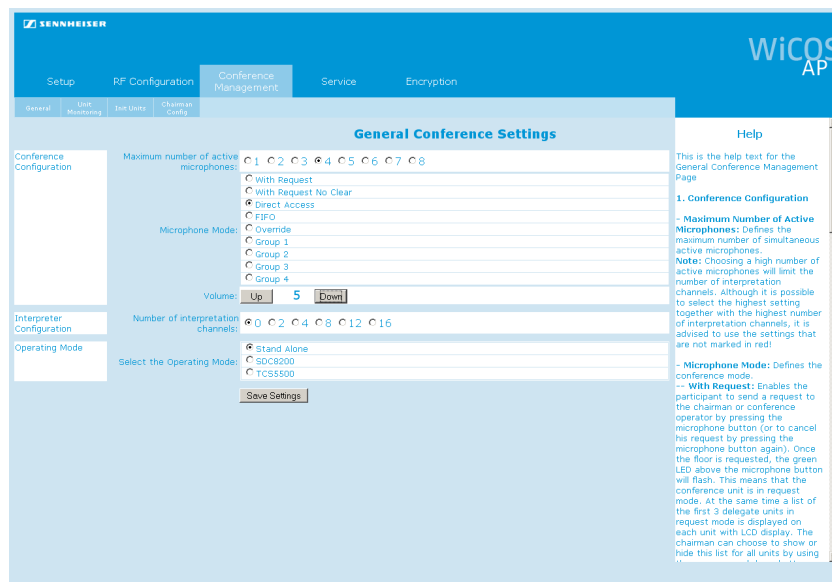 SENNHEISER
WiCOS
AP
Setup
RF Configuration
Conference
Management
Service
Encryption
General
Unit
Monitoring
Init Units
Chairman
Config
General Conference Settings
Conference
Configuration
Maximum number of active
microphones:
1 2 3 4 5 6 7 8
Microphone Mode:
With Request
With Request No Clear
Direct Access
FIFO
Override
Group 1
Group 2
Group 3
Group 4
Volume:
Up 5 Down
Interpreter
Configuration
Number of interpretation
channels:
0 2 4 8 12 16
Operating Mode
Select the Operating Mode:
Stand Alone
SDC8200
TCS5500
Save Settings
Help
This is the help text for the
General Conference Management
Page
1. Conference Configuration
- Maximum Number of Active
Microphones: Defines the
maximum number of simultaneous
active microphones.
Note: Choosing a high number of
active microphones will limit the
number of interpretation
channels. Although it is possible
to select the highest setting
together with the highest number
of interpretation channels, it is
advised to use the settings that
are not marked in red!
- Microphone Mode: Defines the
conference mode.
-- With Request: Enables the
participant to send a request to
the chairman or conference
operator by pressing the
microphone button (or to cancel
his request by pressing the
microphone button again). Once
the floor is requested, the green
LED above the microphone button
will flash. This means that the
conference unit is in request
mode. At the same time a list of
the first 3 delegate units in
request mode is displayed on
each unit with LCD display. The
chairman can choose to show or
hide this list for all units by using